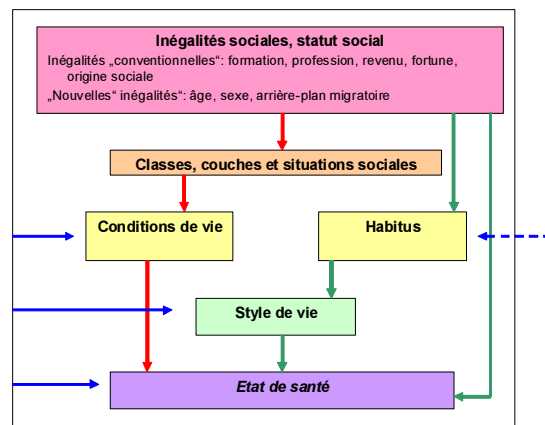 Inégalités sociales, statut social
Inégalités „conventionnelles“: formation, profession, revenu, fortune,
origine sociale
„Nouvelles“ inégalités“: âge, sexe, arrière-plan migratoire
Classes, couches et situations sociales
Conditions de vie
Habitus
Style de vie
Etat de santé